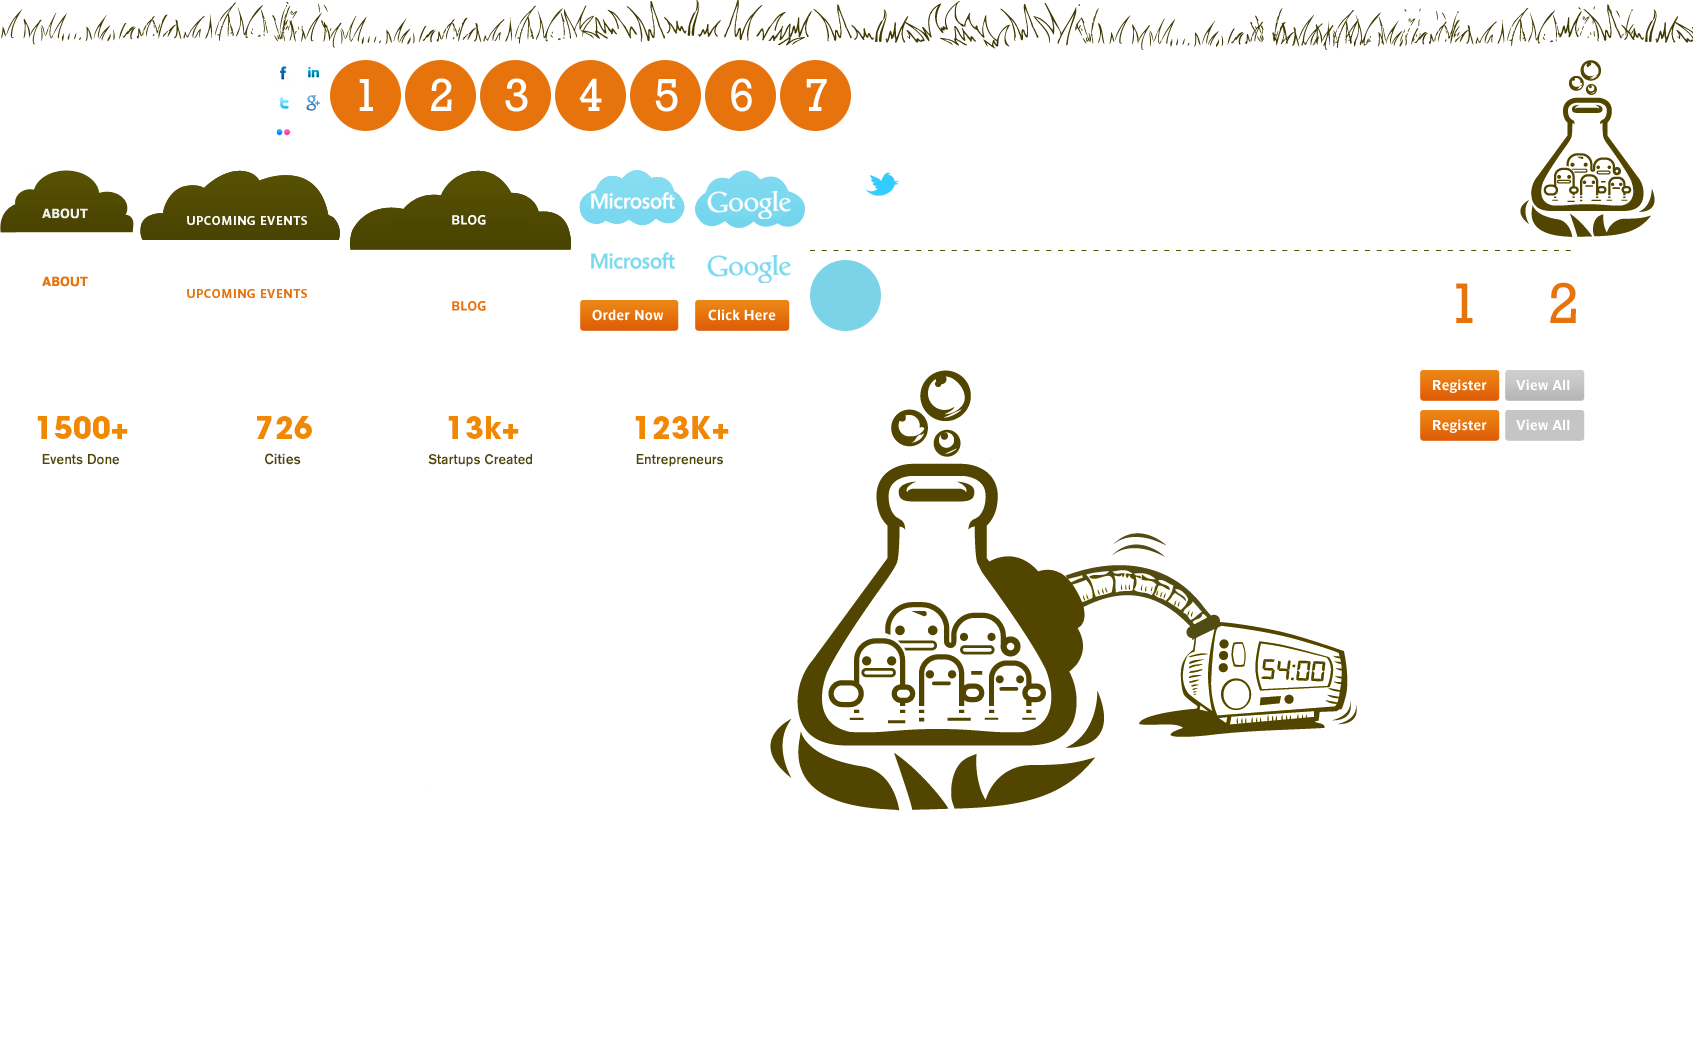 f in
t g+
1 2 3 4 5 6 7
ABOUT
UPCOMING EVENTS
BLOG
Microsoft
Google
ABOUT
UPCOMING EVENTS
BLOG
Microsoft
Google
Order Now
Click Here
1 2
Register
View All
Register
View All
1500+
Events Done
726
Cities
13k+
Startups Created
123K+
Entrepreneurs
54:00